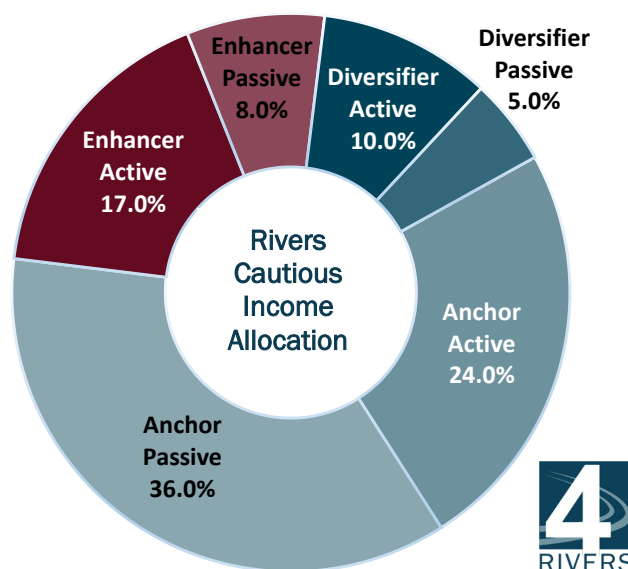 Enhancer
Passive
8.0%
Diversifier
Active
10.0%
Diversifier
Passive
5.0%
Enhancer
Active
17.0%
Rivers
Cautious
Income
Allocation
Anchor
Active
24.0%
Anchor
Passive
36.0%
4
RIVERS